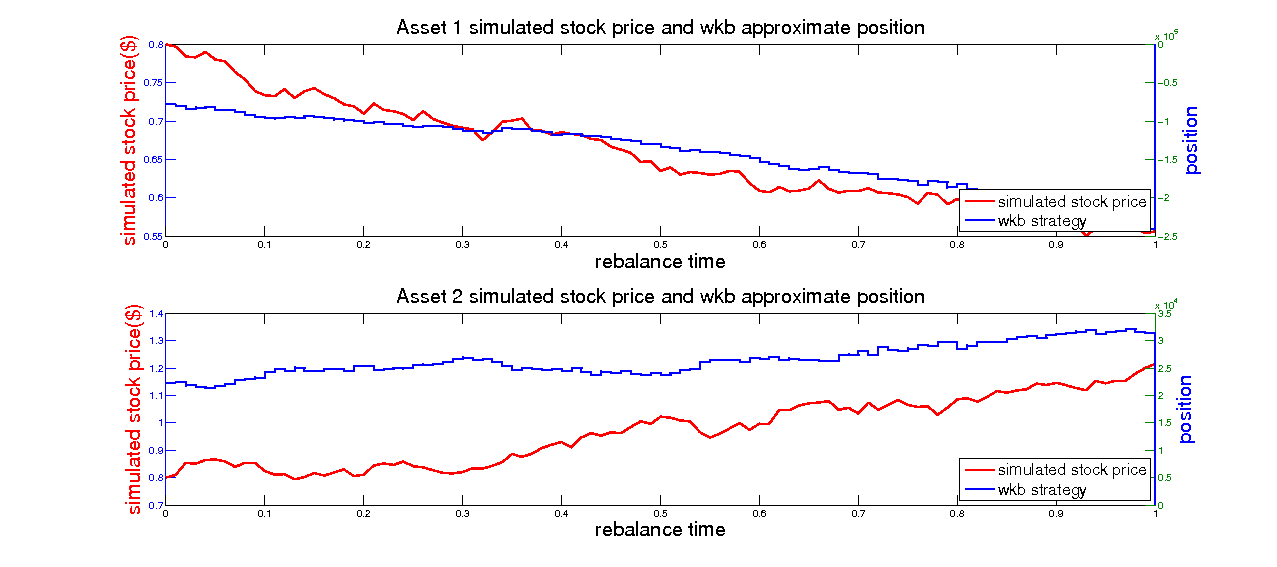 Asset 1 simulated stock price and wkb approximate position
x 10^5
simulated stock price($)
0.8
0.75
0.7
0.65
0.6
0.55
0
-0.5
-1
-1.5
-2
-2.5
position
simulated stock price
wkb strategy
0 0.1 0.2 0.3 0.4 0.5 0.6 0.7 0.8 0.9 1
rebalance time
Asset 2 simulated stock price and wkb approximate position
x 10^4
simulated stock price($)
1.4
1.3
1.2
1.1
1
0.9
0.8
0.7
3.5
3
2.5
2
1.5
1
0.5
0
position
simulated stock price
wkb strategy
0 0.1 0.2 0.3 0.4 0.5 0.6 0.7 0.8 0.9 1
rebalance time